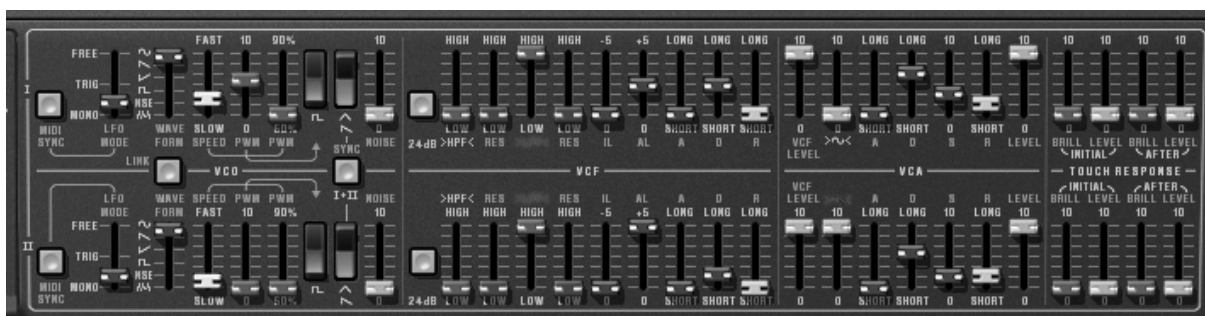 FAST 10 90% 10 HIGH HIGH HIGH HIGH -5 +5 LONG LONG LONG 10 10 LONG LONG 10 LONG 10 10 10 10 10
FREE
TRIG
I
MONO NSE
MIDI SYNC LFO MODE WAVE FORM SLOW SPEED 0 PWM 50% PWM SYNC 0 NOISE
24dB LOW >HPF< LOW RES LOW LOW RES 0 IL 0 AL SHORT A SHORT D SHORT R
0 VCF LEVEL 0 SHORT A SHORT D 0 S SHORT R 0 LEVEL
0 BRILL 0 LEVEL 0 BRILL 0 LEVEL
INITIAL AFTER
LINK VCO I+II VCF VCA TOUCH RESPONSE
INITIAL AFTER
LFO MODE WAVE FORM SPEED PWM PWM NOISE >HPF< RES RES IL AL A D R VCF LEVEL A D S R LEVEL BRILL LEVEL BRILL LEVEL
FAST 10 90% 10 HIGH HIGH HIGH HIGH -5 +5 LONG LONG LONG 10 10 LONG LONG 10 LONG 10 10 10 10 10
FREE
II
TRIG
MONO NSE
MIDI SYNC SLOW 0 50% 0 24dB LOW LOW LOW LOW 0 0 SHORT SHORT SHORT 0 0 SHORT SHORT 0 SHORT 0 0 0 0 0